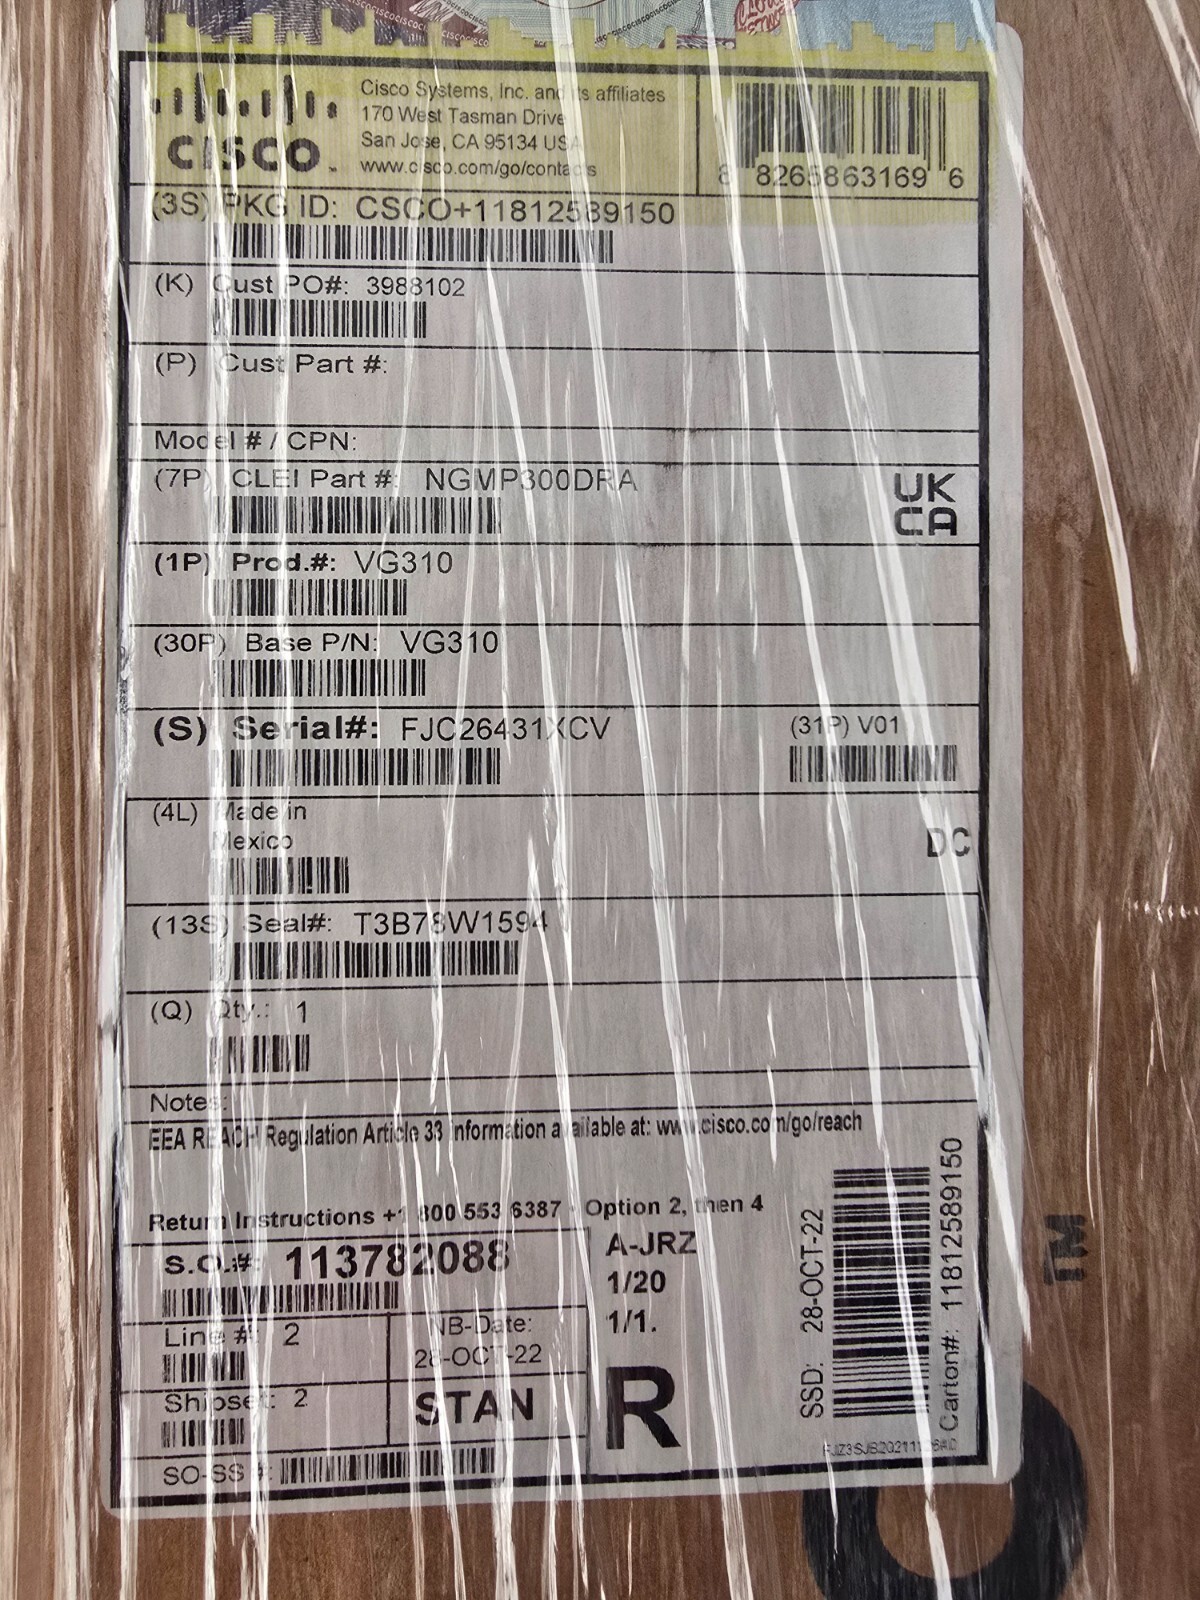 CISCO
Cisco Systems, Inc. and its affiliates
170 West Tasman Drive
San Jose, CA 95134 USA
www.cisco.com/go/contacts
8 8265863169 6
(3S) PKG ID: CSCO+11812589150
(K) Cust PO#: 3988102
(P) Cust Part #:
Model # / CPN:
(7P) CLEI Part #: NGMP300DRA
UK
CA
(1P) Prod.#: VG310
(30P) Base P/N: VG310
(S) Serial#: FJC26431XCV
(31P) V01
(4L) Made in
Mexico
DC
(13S) Seal#: T3B78W1594
(Q) Qty.: 1
Notes:
EEA REACH Regulation Article 33 information available at: www.cisco.com/go/reach
Return Instructions +1 800 553 6387 Option 2, then 4
S.O.#: 113782088
A-JRZ
1/20
1/1.
Line #: 2
NB-Date:
28-OCT-22
Shipset: 2
STAN
R
SO-SS #:
SSD: 28-OCT-22
Carton#: 11812589150
TM